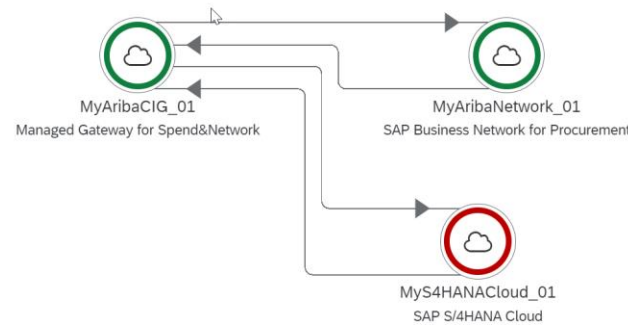 MyAribaCIG_01
Managed Gateway for Spend&Network
MyAribaNetwork_01
SAP Business Network for Procurement
MyS4HANACloud_01
SAP S/4HANA Cloud